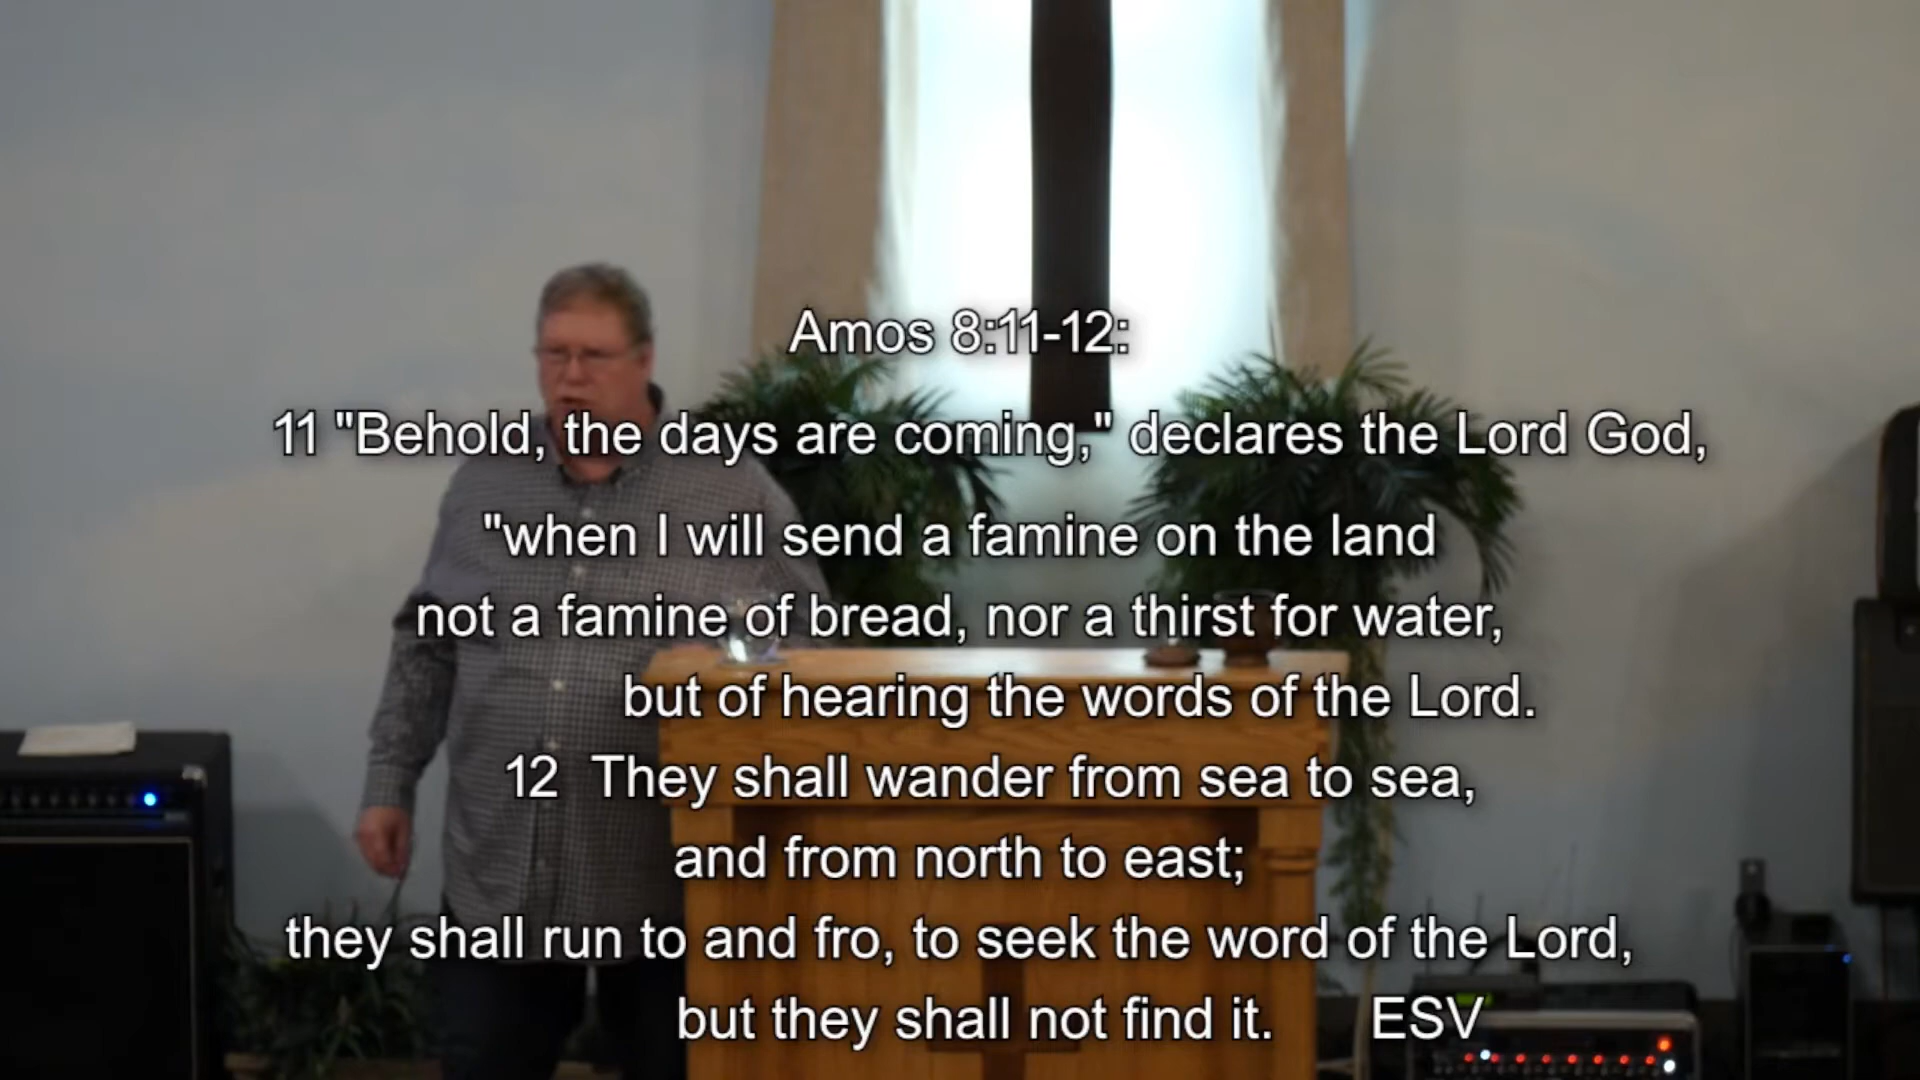 Amos 8:11-12:
11 "Behold, the days are coming," declares the Lord God,
"when I will send a famine on the land
not a famine of bread, nor a thirst for water,
but of hearing the words of the Lord.
12 They shall wander from sea to sea,
and from north to east;
they shall run to and fro, to seek the word of the Lord,
but they shall not find it. ESV